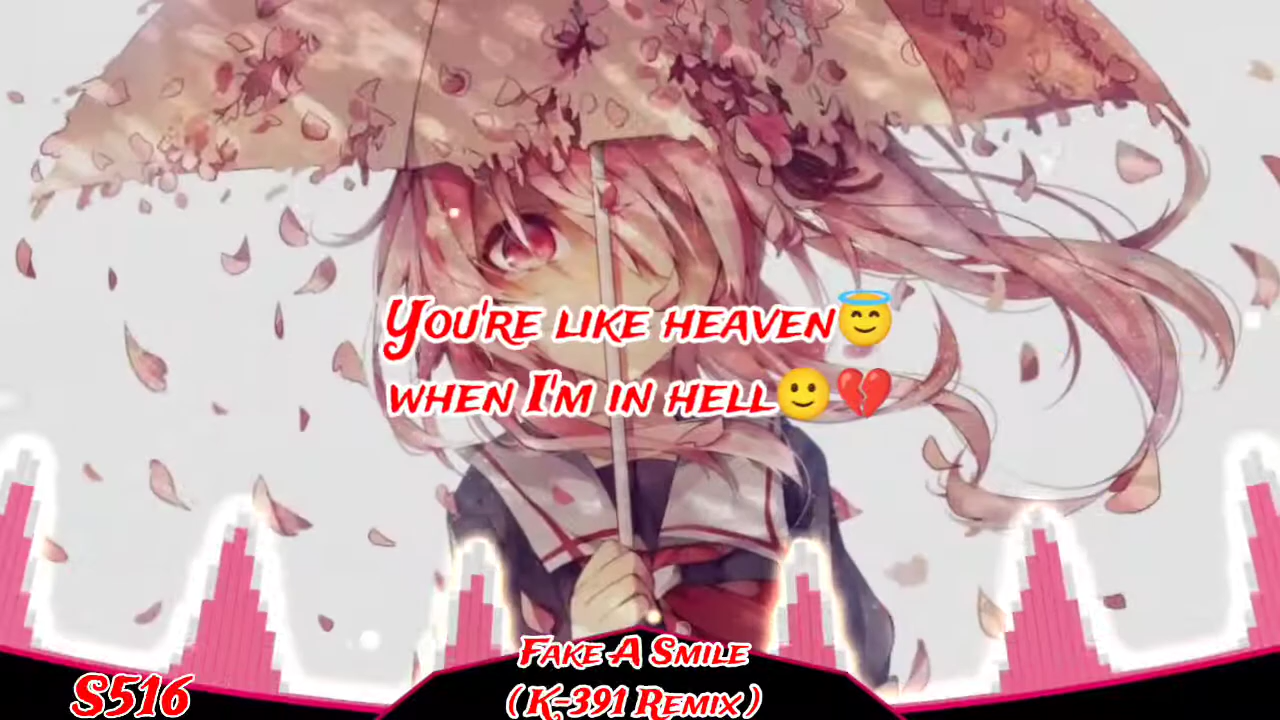 You're like heaven😇
when I'm in hell🙂💔
Fake A Smile
(K-391 Remix)
S516